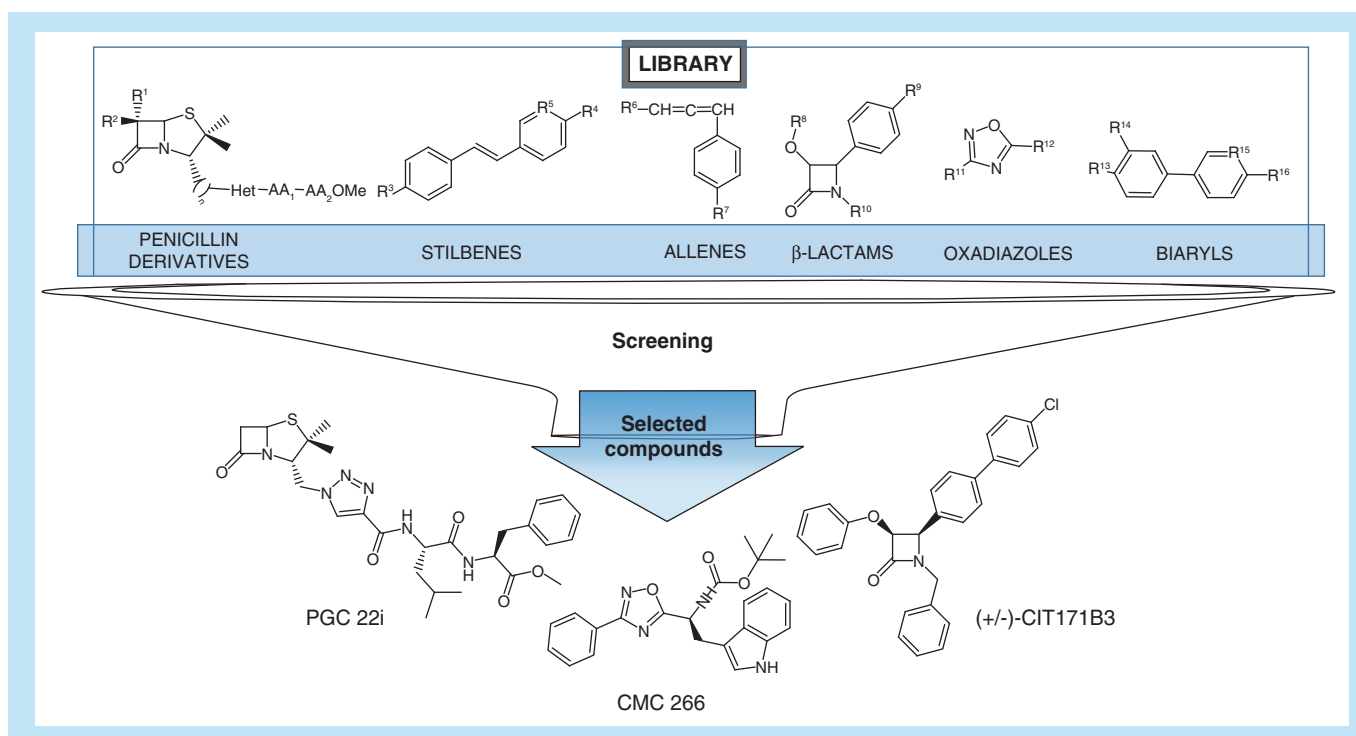 LIBRARY
R¹
R²
S
N
O
Het–AA₁–AA₂OMe
R³
R⁵
R⁴
R⁶–CH=C=CH
R⁷
R⁸
O
R⁹
N
O
R¹⁰
N
O
N
R¹¹
R¹²
R¹⁴
R¹³
R¹⁵
R¹⁶
PENICILLIN
DERIVATIVES
STILBENES
ALLENES
β-LACTAMS
OXADIAZOLES
BIARYLS
Screening
Selected
compounds
S
N
O
N
N
N
O
H
N
O
N
H
O
O
PGC 22i
N
O
N
NH
O
O
NH
CMC 266
Cl
O
N
O
(+/-)-CIT171B3